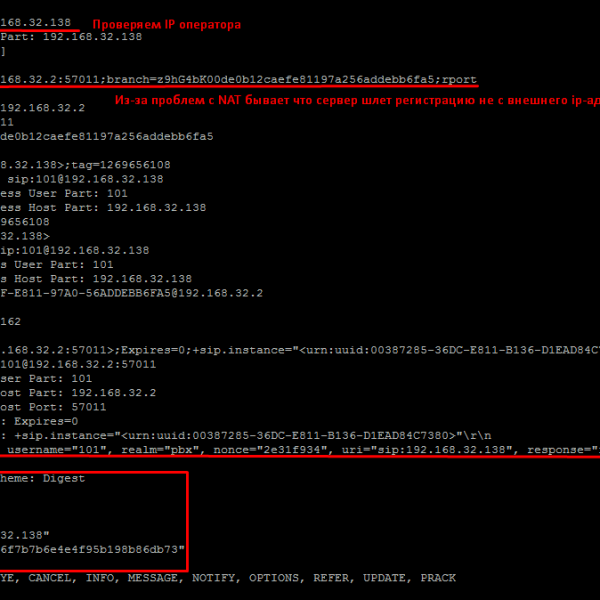 168.32.138 Проверяем IP оператора
Part: 192.168.32.138
]
168.32.2:57011;branch=z9hG4bK00de0b12caefe81197a256addebb6fa5;rport
Из-за проблем с NAT бывает что сервер шлет регистрацию не с внешнего ip-ад
192.168.32.2
11
de0b12caefe81197a256addebb6fa5
8.32.138>;tag=1269656108
sip:101@192.168.32.138
ess User Part: 101
ess Host Part: 192.168.32.138
9656108
32.138>
ip:101@192.168.32.138
s User Part: 101
s Host Part: 192.168.32.138
F-E811-97A0-56ADDEBB6FA5@192.168.32.2
162
.168.32.2:57011>;Expires=0;+sip.instance="<urn:uuid:00387285-36DC-E811-B136-D1EAD84C7
101@192.168.32.2:57011
ser Part: 101
ost Part: 192.168.32.2
ost Port: 57011
: Expires=0
: +sip.instance="<urn:uuid:00387285-36DC-E811-B136-D1EAD84C7380>"\r\n
username="101", realm="pbx", nonce="2e31f934", uri="sip:192.168.32.138", response="
heme: Digest
32.138"
6f7b7b6e4e4f95b198b86db73"
YE, CANCEL, INFO, MESSAGE, NOTIFY, OPTIONS, REFER, UPDATE, PRACK